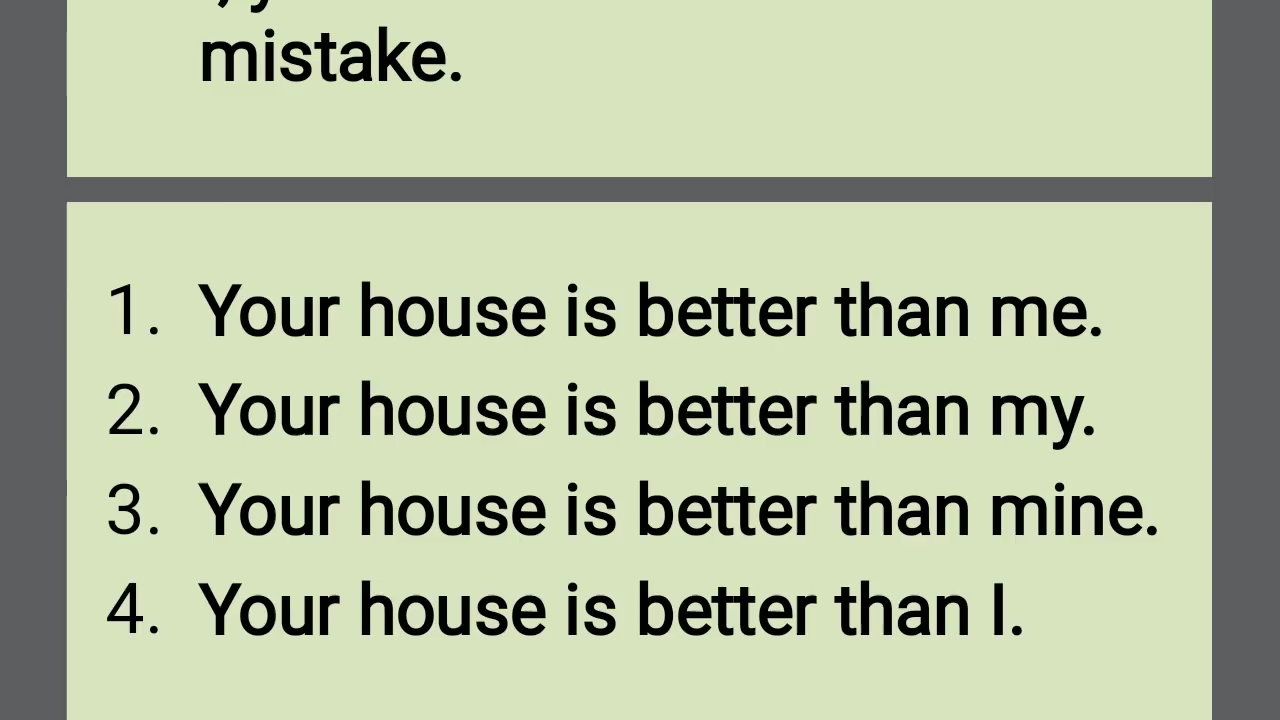 mistake.
1. Your house is better than me.
2. Your house is better than my.
3. Your house is better than mine.
4. Your house is better than I.